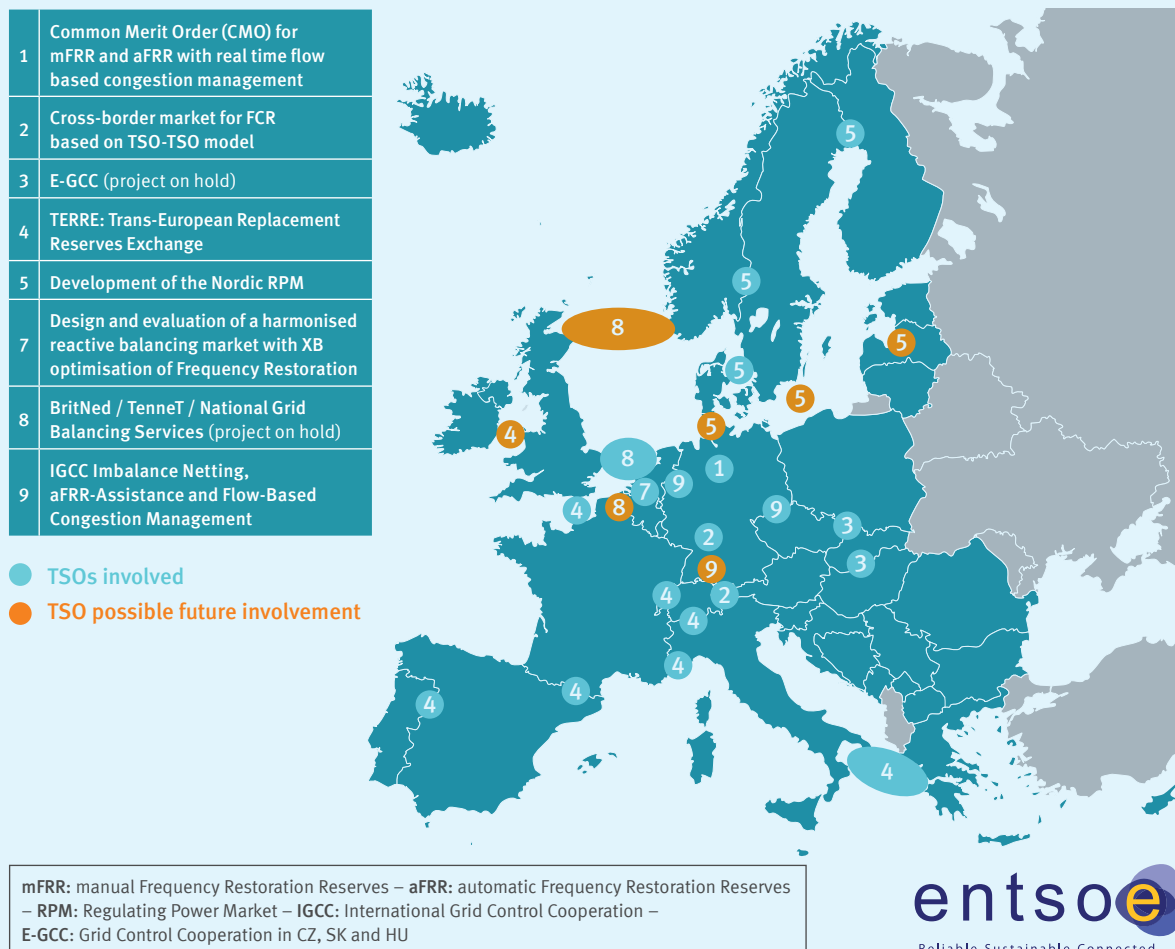 1
Common Merit Order (CMO) for
mFRR and aFRR with real time flow
based congestion management
2
Cross-border market for FCR
based on TSO-TSO model
3
E-GCC (project on hold)
4
TERRE: Trans-European Replacement
Reserves Exchange
5
Development of the Nordic RPM
7
Design and evaluation of a harmonised
reactive balancing market with XB
optimisation of Frequency Restoration
8
BritNed / TenneT / National Grid
Balancing Services (project on hold)
9
IGCC Imbalance Netting,
aFRR-Assistance and Flow-Based
Congestion Management
TSOs involved
TSO possible future involvement
5
5
8
5
5
5
5
4
8
1
9
7
8
4
9
3
2
3
9
4
2
4
4
4
4
4
mFRR: manual Frequency Restoration Reserves – aFRR: automatic Frequency Restoration Reserves
– RPM: Regulating Power Market – IGCC: International Grid Control Cooperation –
E-GCC: Grid Control Cooperation in CZ, SK and HU
entsoe
Reliable Sustainable Connected